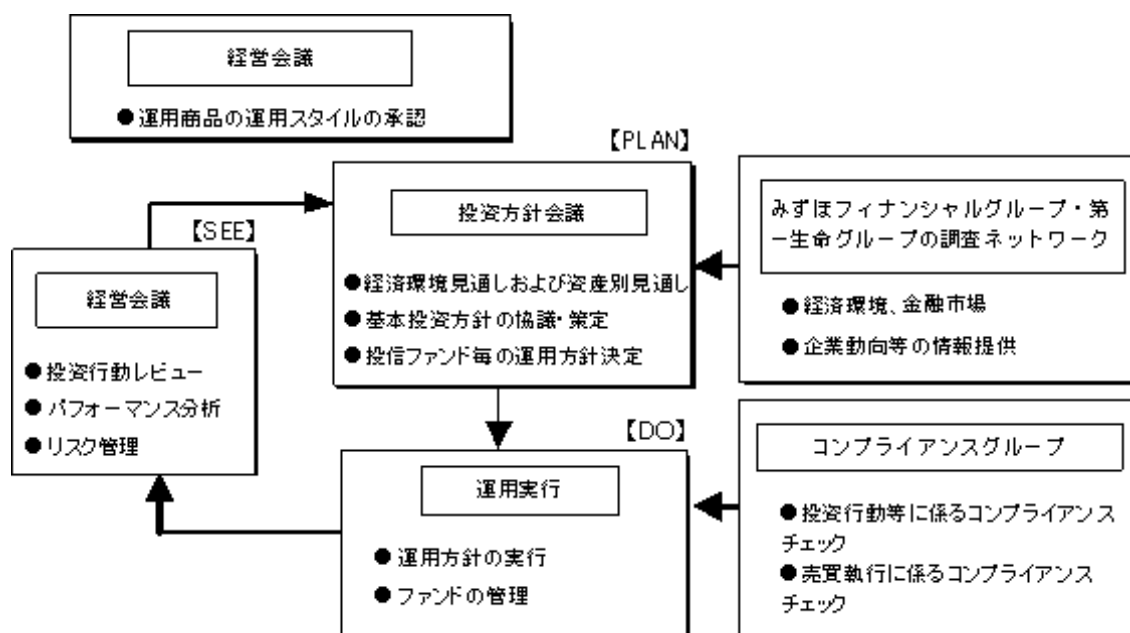 経営会議
●運用商品の運用スタイルの承認
【PLAN】
投資方針会議
●経済環境見通しおよび資産別見通し
●基本投資方針の協議・策定
●投信ファンド毎の運用方針決定
みずほフィナンシャルグループ・第
一生命グループの調査ネットワーク
●経済環境、金融市場
●企業動向等の情報提供
【SEE】
経営会議
●投資行動レビュー
●パフォーマンス分析
●リスク管理
【DO】
運用実行
●運用方針の実行
●ファンドの管理
コンプライアンスグループ
●投資行動等に係るコンプライアンス
チェック
●売買執行に係るコンプライアンス
チェック